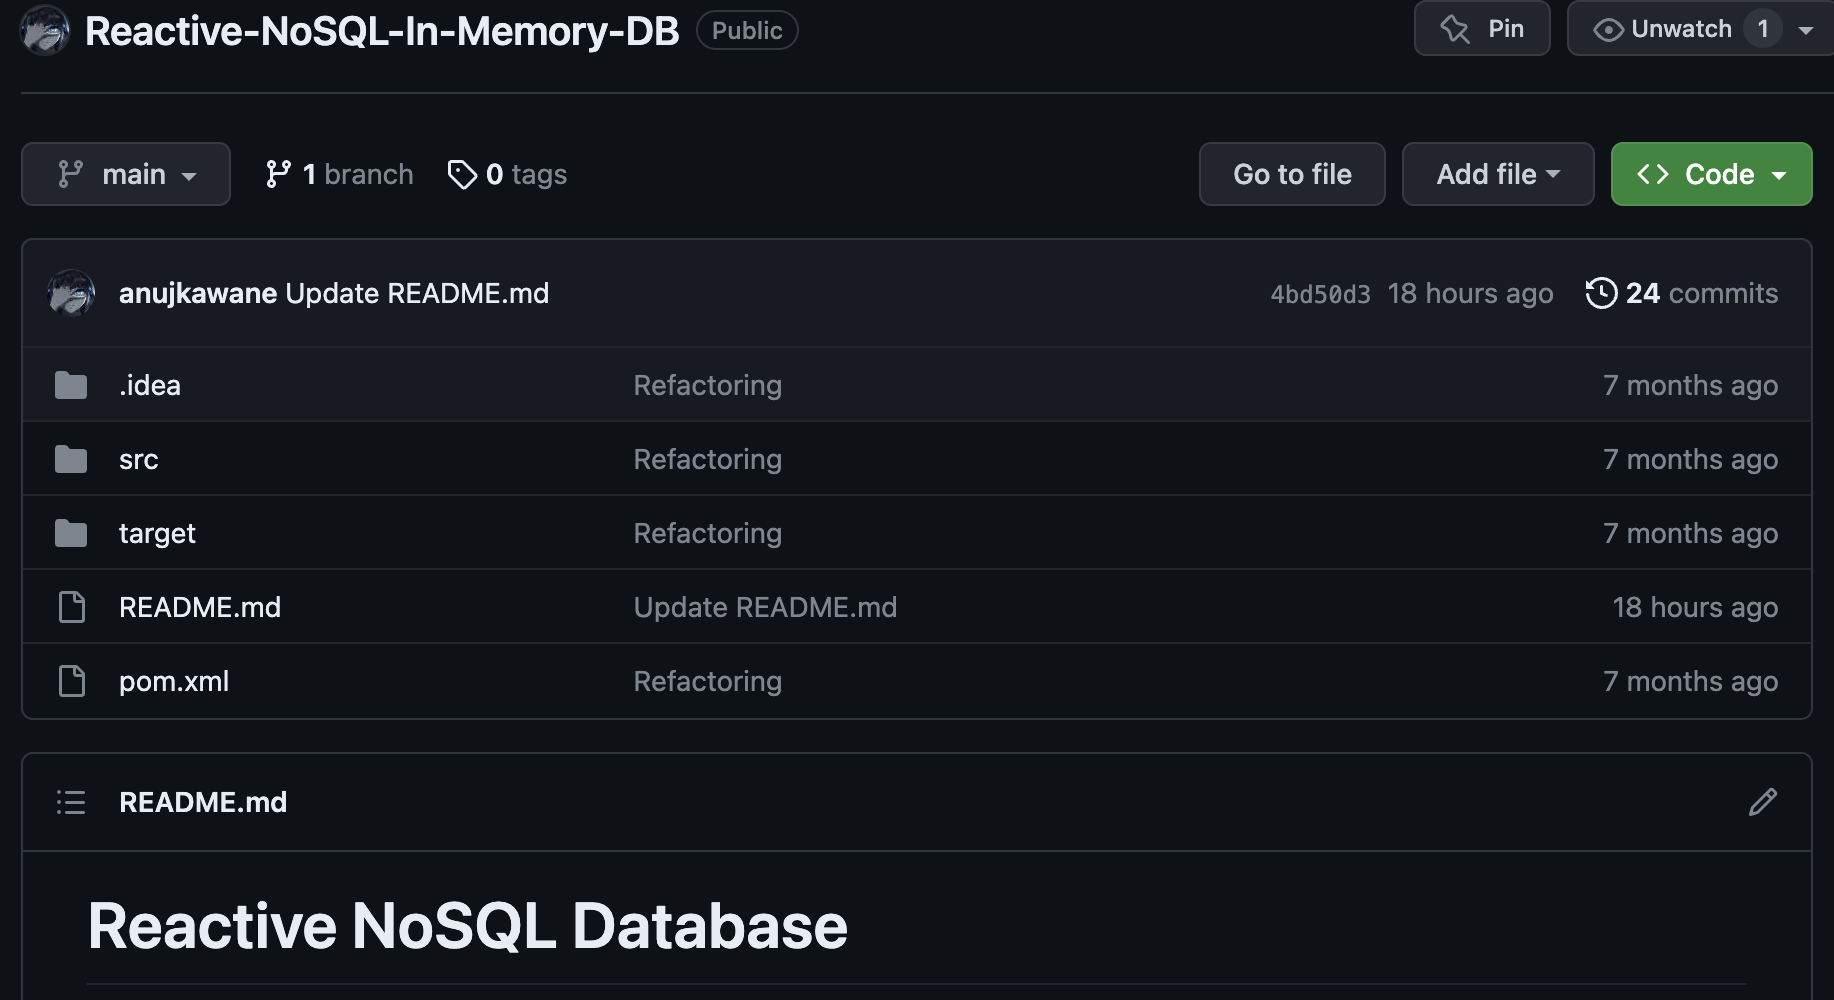 Reactive-NoSQL-In-Memory-DB Public Pin Unwatch 1
main 1 branch 0 tags Go to file Add file Code
anujkawane Update README.md 4bd50d3 18 hours ago 24 commits
.idea Refactoring 7 months ago
src Refactoring 7 months ago
target Refactoring 7 months ago
README.md Update README.md 18 hours ago
pom.xml Refactoring 7 months ago
README.md
Reactive NoSQL Database